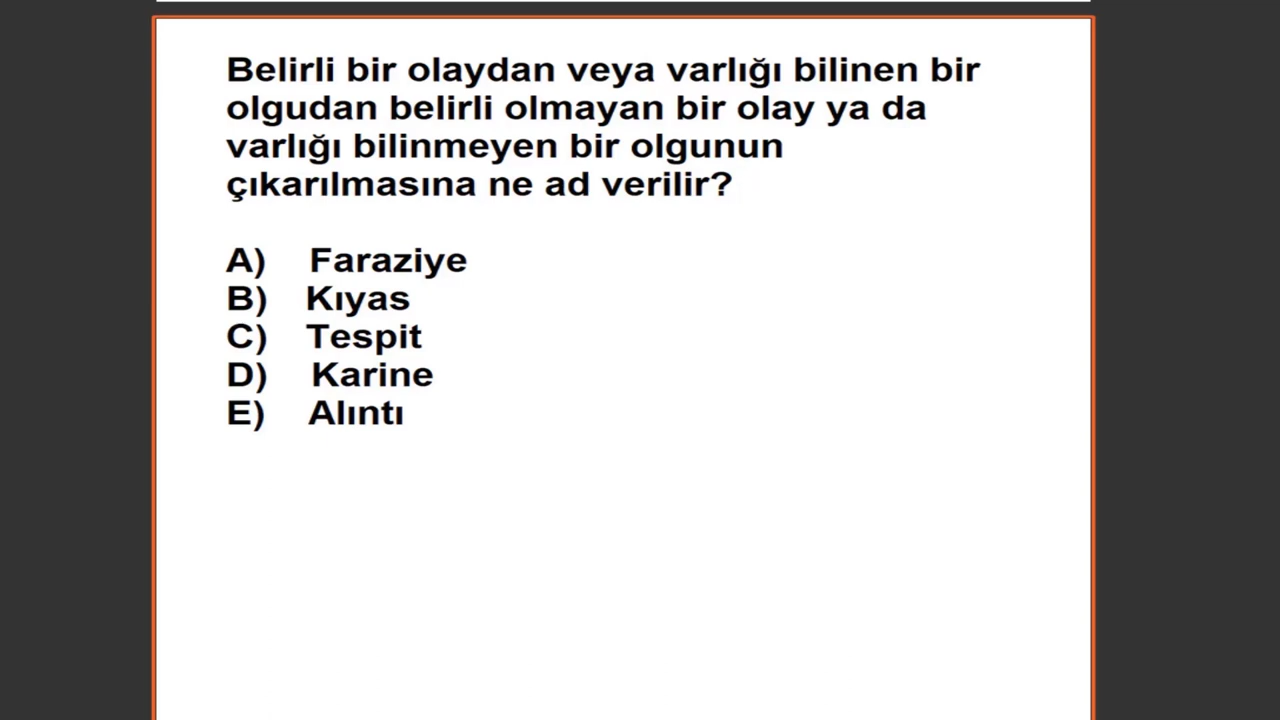 Belirli bir olaydan veya varlığı bilinen bir
olgudan belirli olmayan bir olay ya da
varlığı bilinmeyen bir olgunun
çıkarılmasına ne ad verilir?
A) Faraziye
B) Kıyas
C) Tespit
D) Karine
E) Alıntı